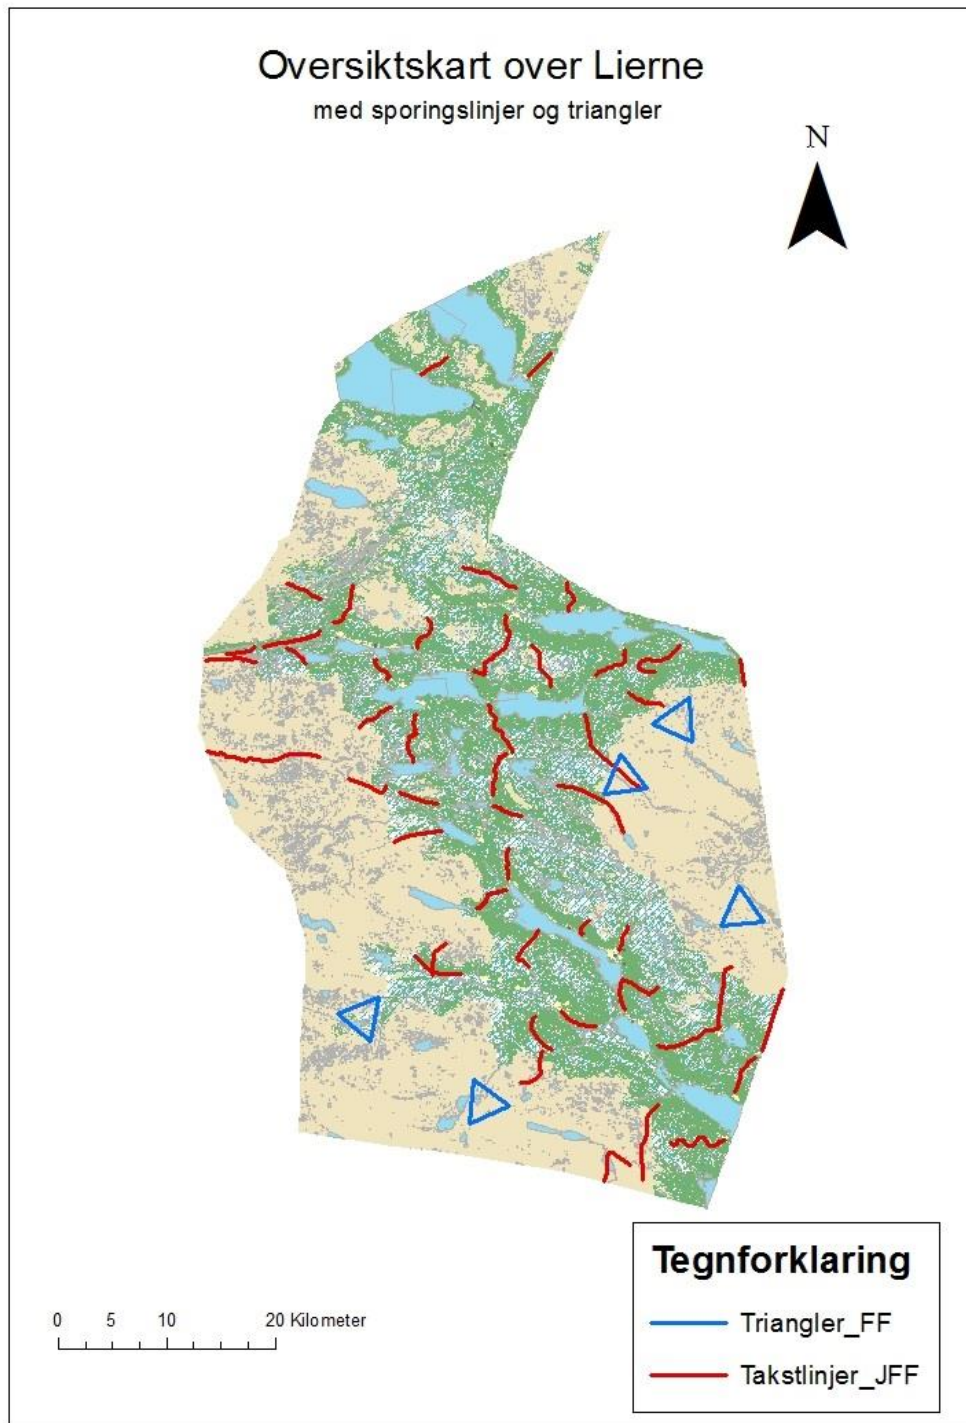 Oversiktskart over Lierne
med sporingslinjer og triangler
N
0 5 10 20 Kilometer
Tegnforklaring
Triangler_FF
Takstlinjer_JFF